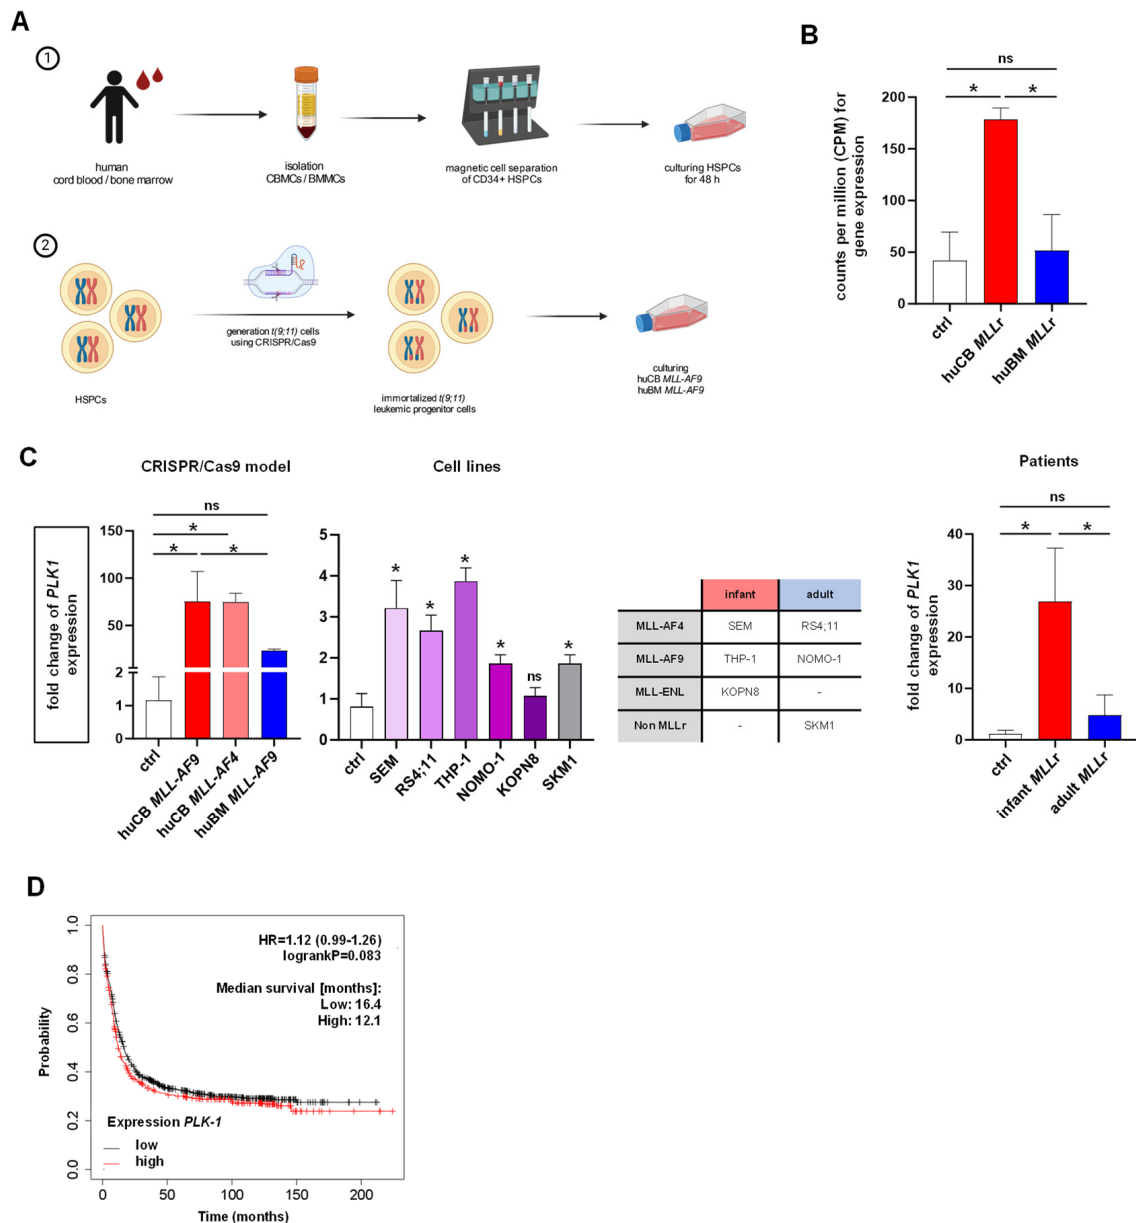 A
1
human
cord blood / bone marrow
isolation
CBMCs / BMMCs
magnetic cell separation
of CD34+ HSPCs
culturing HSPCs
for 48 h
2
HSPCs
generation t(9;11) cells
using CRISPR/Cas9
immortalized t(9;11)
leukemic progenitor cells
culturing
huCB MLL-AF9
huBM MLL-AF9
B
counts per million (CPM) for
gene expression
200
150
100
50
0
ns
*
*
ctrl
huCB MLLr
huBM MLLr
C
CRISPR/Cas9 model
fold change of PLK1
expression
150
100
50
2
1
0
ns
*
*
*
ctrl
huCB MLL-AF9
huCB MLL-AF4
huBM MLL-AF9
Cell lines
5
4
3
2
1
0
*
*
*
*
ns
*
ctrl
SEM
RS4;11
THP-1
NOMO-1
KOPN8
SKM1
infant adult
MLL-AF4 SEM RS4;11
MLL-AF9 THP-1 NOMO-1
MLL-ENL KOPN8 -
Non MLLr - SKM1
Patients
fold change of PLK1
expression
40
30
20
10
0
ns
*
*
ctrl
infant MLLr
adult MLLr
D
Probability
1.0
0.8
0.6
0.4
0.2
0.0
HR=1.12 (0.99-1.26)
logrankP=0.083
Median survival [months]:
Low: 16.4
High: 12.1
Expression PLK-1
low
high
0 50 100 150 200
Time (months)